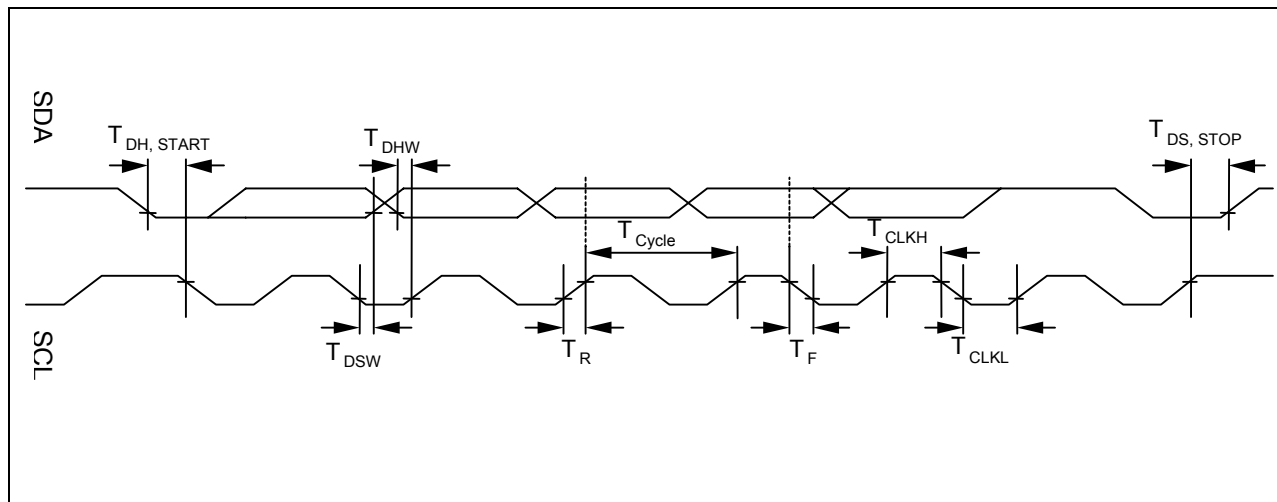 SDA
T DH, START
T DHW
T DS, STOP
T Cycle
T CLKH
SCL
T DSW
T R
T F
T CLKL